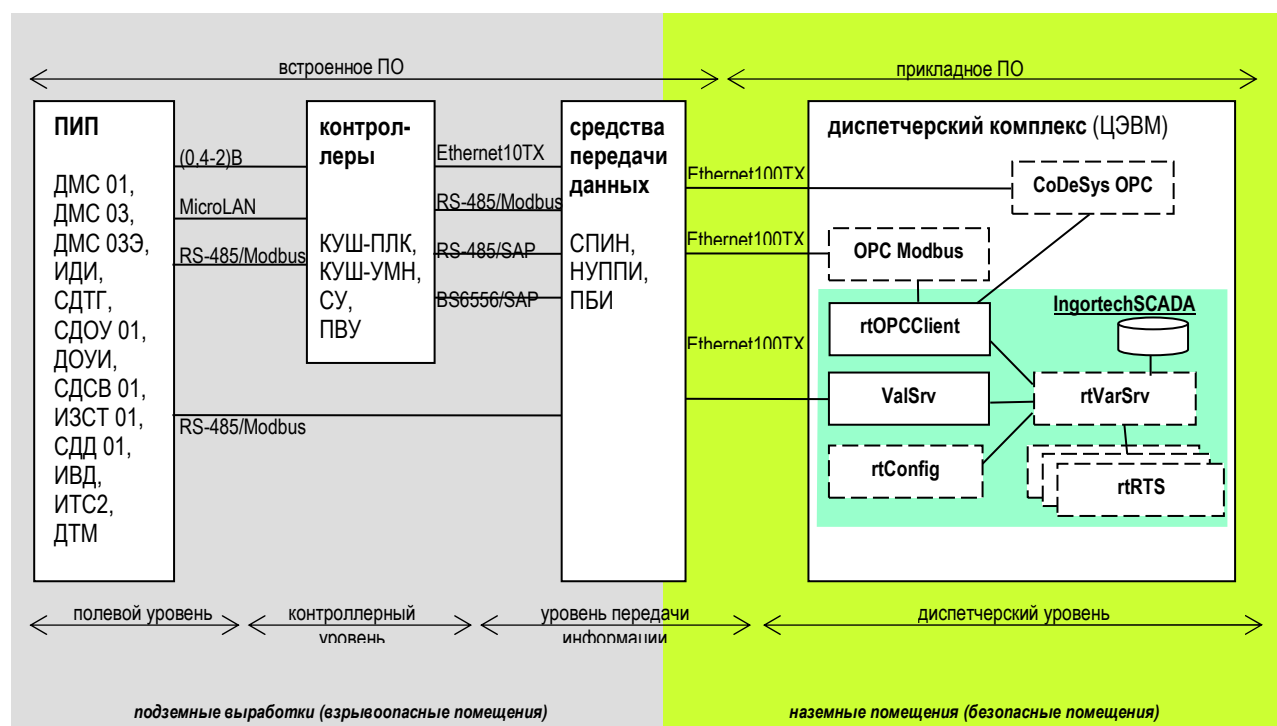 встроенное ПО
прикладное ПО
ПИП
ДМС 01,
ДМС 03,
ДМС 03Э,
ИДИ,
СДТГ,
СДОУ 01,
ДОУИ,
СДСВ 01,
ИЗСТ 01,
СДД 01,
ИВД,
ИТС2,
ДТМ
(0,4-2)В
MicroLAN
RS-485/Modbus
RS-485/Modbus
контрол-
леры
КУШ-ПЛК,
КУШ-УМН,
СУ,
ПВУ
Ethernet10TX
RS-485/Modbus
RS-485/SAP
BS6556/SAP
средства
передачи
данных
СПИН,
НУППИ,
ПБИ
Ethernet100TX
Ethernet100TX
Ethernet100TX
диспетчерский комплекс (ЦЭВМ)
CoDeSys OPC
OPC Modbus
IngortechSCADA
rtOPCClient
ValSrv
rtVarSrv
rtConfig
rtRTS
полевой уровень
контроллерный
уровень
уровень передачи
информации
диспетчерский уровень
подземные выработки (взрывоопасные помещения)
наземные помещения (безопасные помещения)